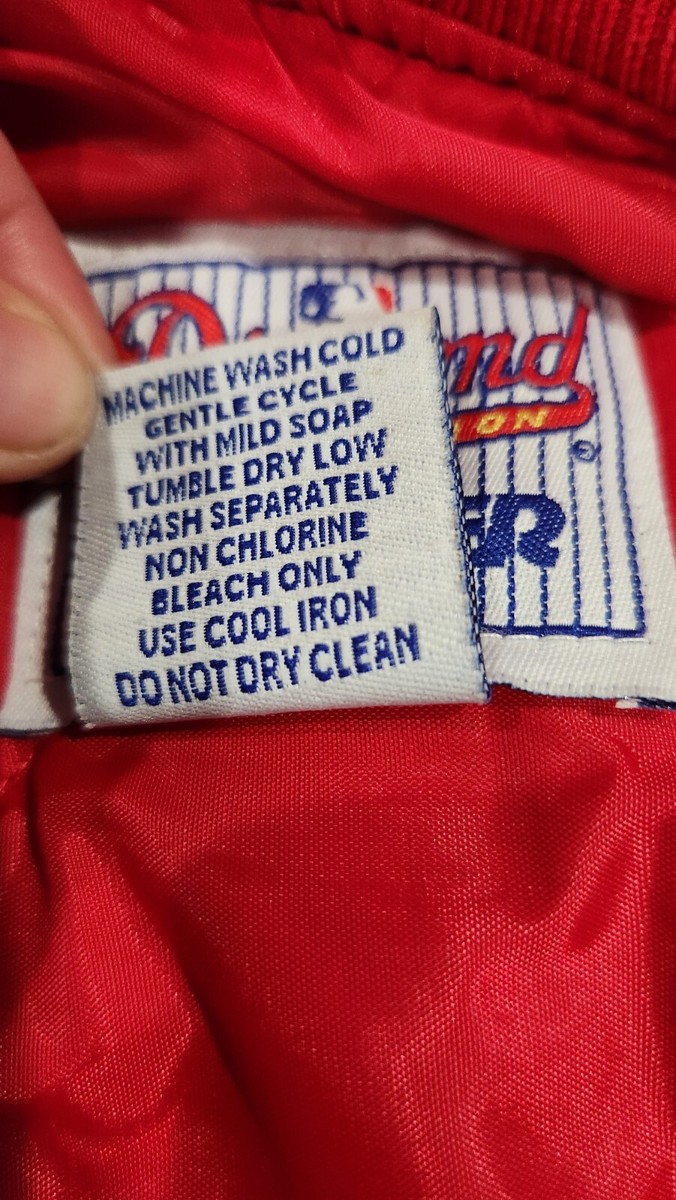 MACHINE WASH COLD
GENTLE CYCLE
WITH MILD SOAP
TUMBLE DRY LOW
WASH SEPARATELY
NON CHLORINE
BLEACH ONLY
USE COOL IRON
DO NOT DRY CLEAN